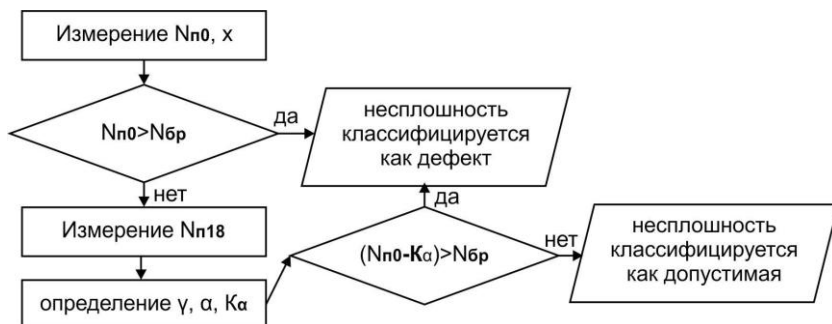 Измерение Nп0, x
Nп0>Nбр
да
несплошность
классифицируется
как дефект
нет
Измерение Nп18
определение γ, α, Kα
(Nп0-Kα)>Nбр
да
нет
несплошность
классифицируется
как допустимая